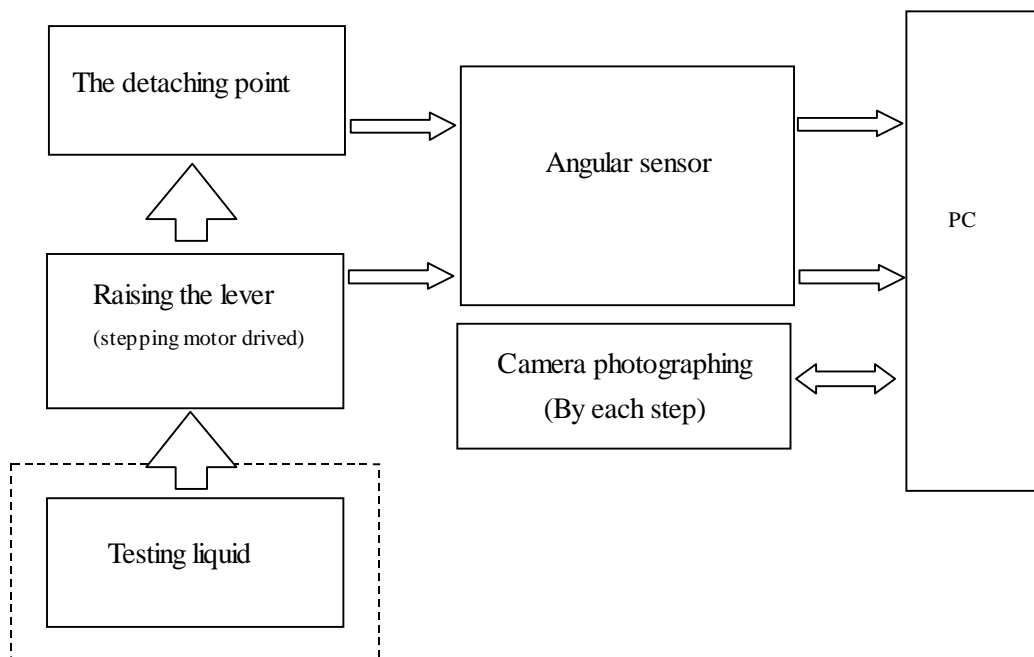 The detaching point
Angular sensor
PC
Raising the lever
(stepping motor drived)
Camera photographing
(By each step)
Testing liquid